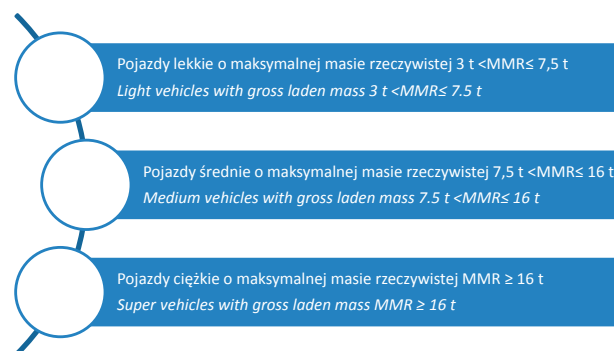 Pojazdy lekkie o maksymalnej masie rzeczywistej 3 t <MMR≤ 7,5 t
Light vehicles with gross laden mass 3 t <MMR≤ 7.5 t
Pojazdy średnie o maksymalnej masie rzeczywistej 7,5 t <MMR≤ 16 t
Medium vehicles with gross laden mass 7.5 t <MMR≤ 16 t
Pojazdy ciężkie o maksymalnej masie rzeczywistej MMR ≥ 16 t
Super vehicles with gross laden mass MMR ≥ 16 t